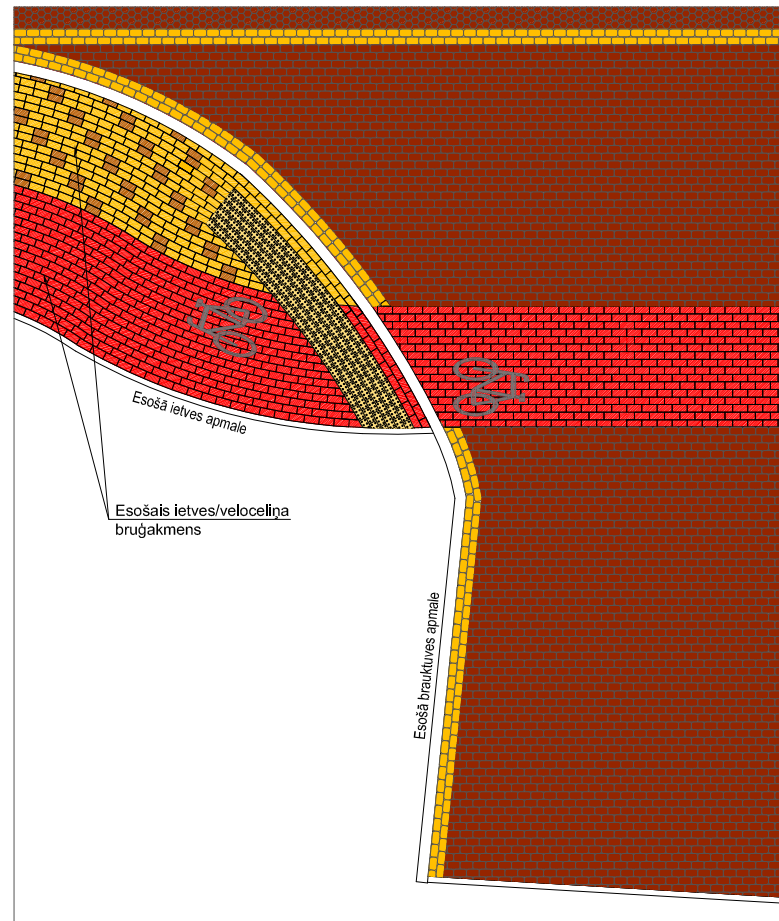 Esošā ietves apmale
Esošais ietves/veloceliņa
bruģakmens
Esošā brauktuves apmale